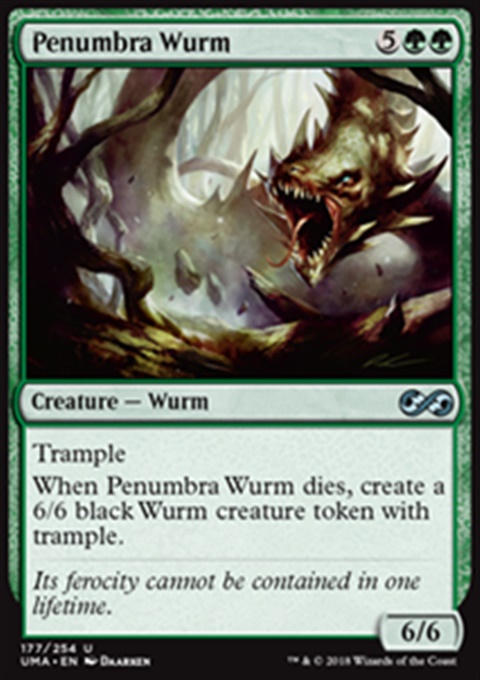 Penumbra Wurm 5
Creature — Wurm
Trample
When Penumbra Wurm dies, create a
6/6 black Wurm creature token with
trample.
Its ferocity cannot be contained in one
lifetime.
6/6
177/254 U
UMA • EN Daarken
™ & © 2018 Wizards of the Coast